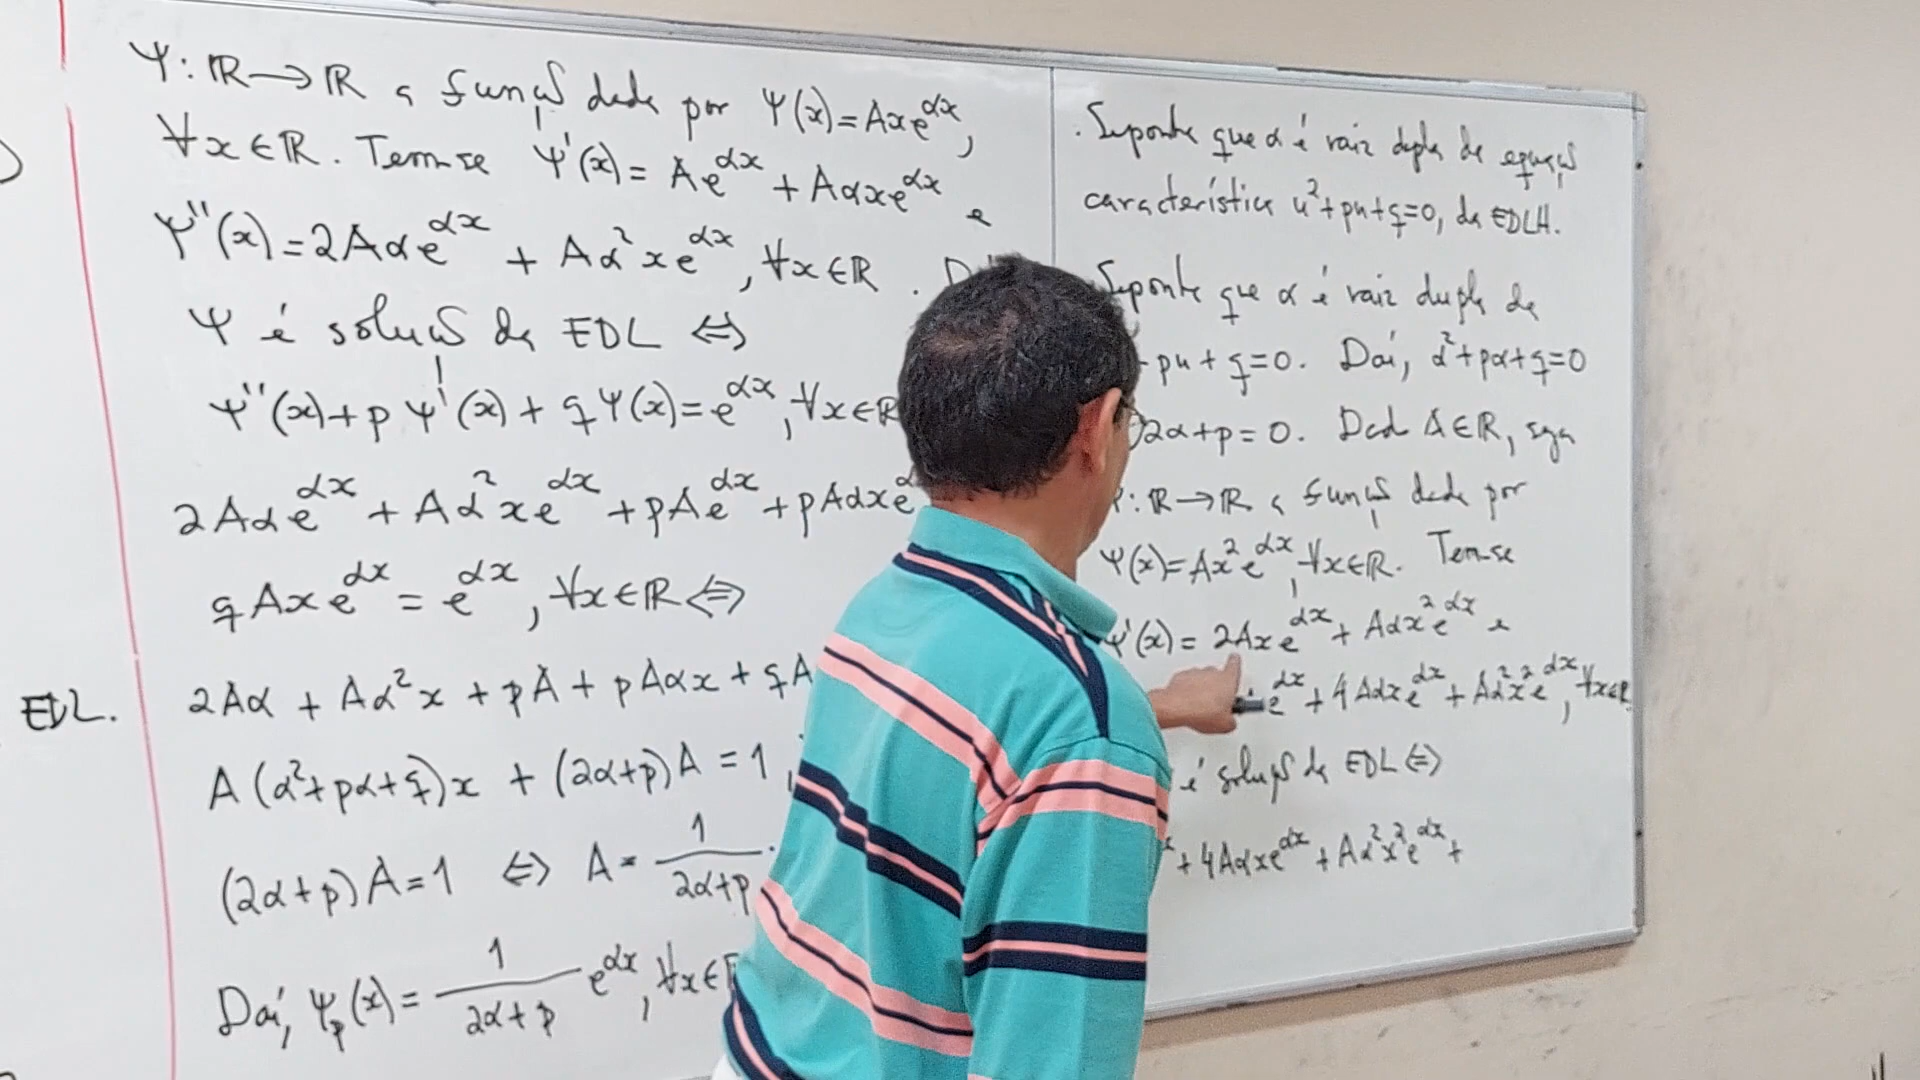 Ψ: ℝ → ℝ a função dada por Ψ(x) = Axe^{αx},
∀x ∈ ℝ. Tem-se Ψ'(x) = Ae^{αx} + Aαxe^{αx} e
Ψ''(x) = 2Aαe^{αx} + Aα²xe^{αx}, ∀x ∈ ℝ.
Ψ é solução da EDL ⇔
Ψ''(x) + pΨ'(x) + qΨ(x) = e^{αx}, ∀x ∈ ℝ
2Aαe^{αx} + Aα²xe^{αx} + pAe^{αx} + pAαxe^{α
qAxe^{αx} = e^{αx}, ∀x ∈ ℝ ⇔
EDL.
2Aα + Aα²x + pA + pAαx + qA
A(α² + pα + q)x + (2α + p)A = 1,
(2α + p)A = 1 ⇔ A = 1/(2α + p).
Daí, Ψ_p(x) = 1/(2α + p) e^{αx}, ∀x ∈
. Suponha que α é raiz dupla da equação
característica u² + pu + q = 0, da EDLH.
Suponha que α é raiz dupla de
+ pu + q = 0. Daí, α² + pα + q = 0
2α + p = 0. Dado A ∈ ℝ, seja
Ψ: ℝ → ℝ a função dada por
Ψ(x) = Ax²e^{αx}, ∀x ∈ ℝ. Tem-se
Ψ'(x) = 2Axe^{αx} + Aαx²e^{αx} e
e^{αx} + 4Aαxe^{αx} + Aα²x²e^{αx}, ∀x ∈ ℝ
é solução da EDL ⇔
+ 4Aαxe^{αx} + Aα²x²e^{αx} +